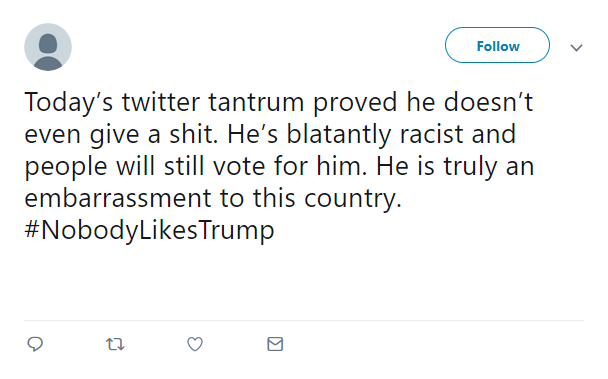 Follow
Today’s twitter tantrum proved he doesn’t
even give a shit. He’s blatantly racist and
people will still vote for him. He is truly an
embarrassment to this country.
#NobodyLikesTrump